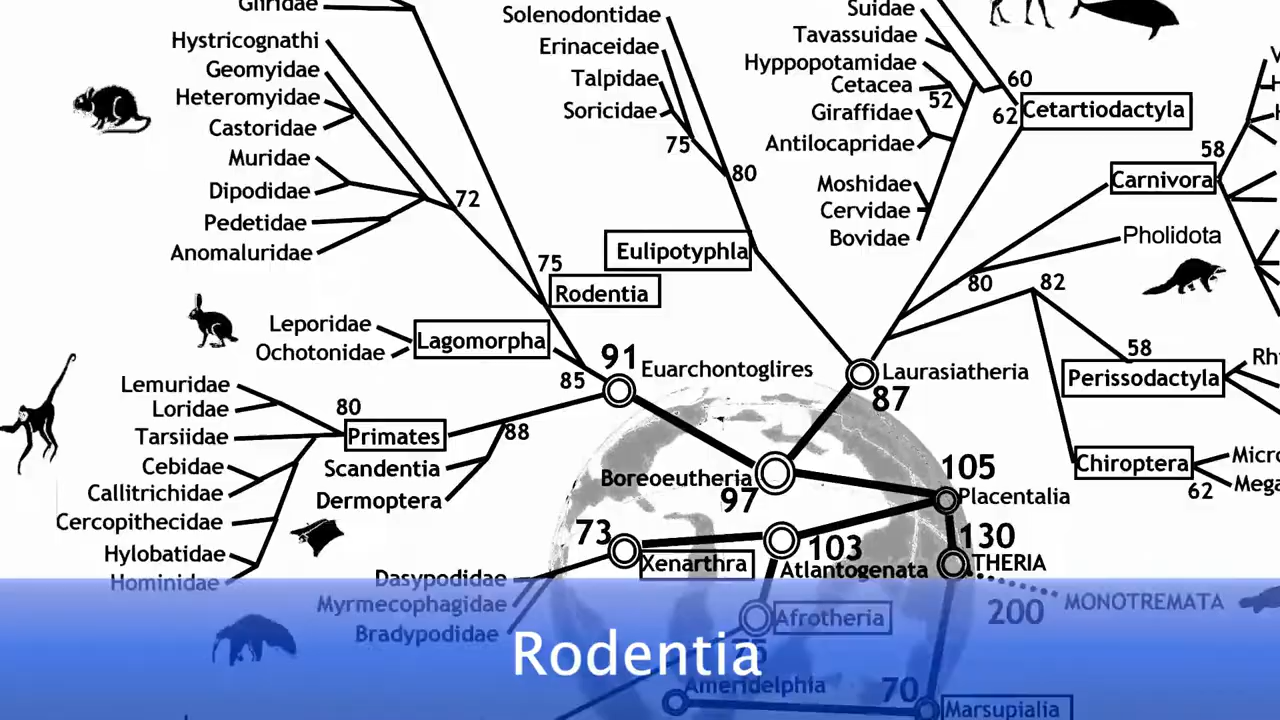 Gliridae
Hystricognathi
Geomyidae
Heteromyidae
Castoridae
Muridae
Dipodidae
Pedetidae
Anomaluridae
72
75
Rodentia
Leporidae
Ochotonidae
Lagomorpha
85
91
Euarchontoglires
Lemuridae
Loridae
Tarsiidae
Cebidae
Callitrichidae
Cercopithecidae
Hylobatidae
Hominidae
80
Primates
88
Scandentia
Dermoptera
Solenodontidae
Erinaceidae
Talpidae
Soricidae
75
80
Eulipotyphla
Suidae
Tavassuidae
Hyppopotamidae
Cetacea
52
Giraffidae
Antilocapridae
Moshidae
Cervidae
Bovidae
60
62
Cetartiodactyla
58
Carnivora
Pholidota
80
82
58
Perissodactyla
Chiroptera
62
Laurasiatheria
87
Boreoeutheria
97
105
Placentalia
130
THERIA
103
Atlantogenata
73
Xenarthra
Dasypodidae
Myrmecophagidae
Bradypodidae
Afrotheria
200
MONOTREMATA
Rodentia
Ameridelphia
70
Marsupialia